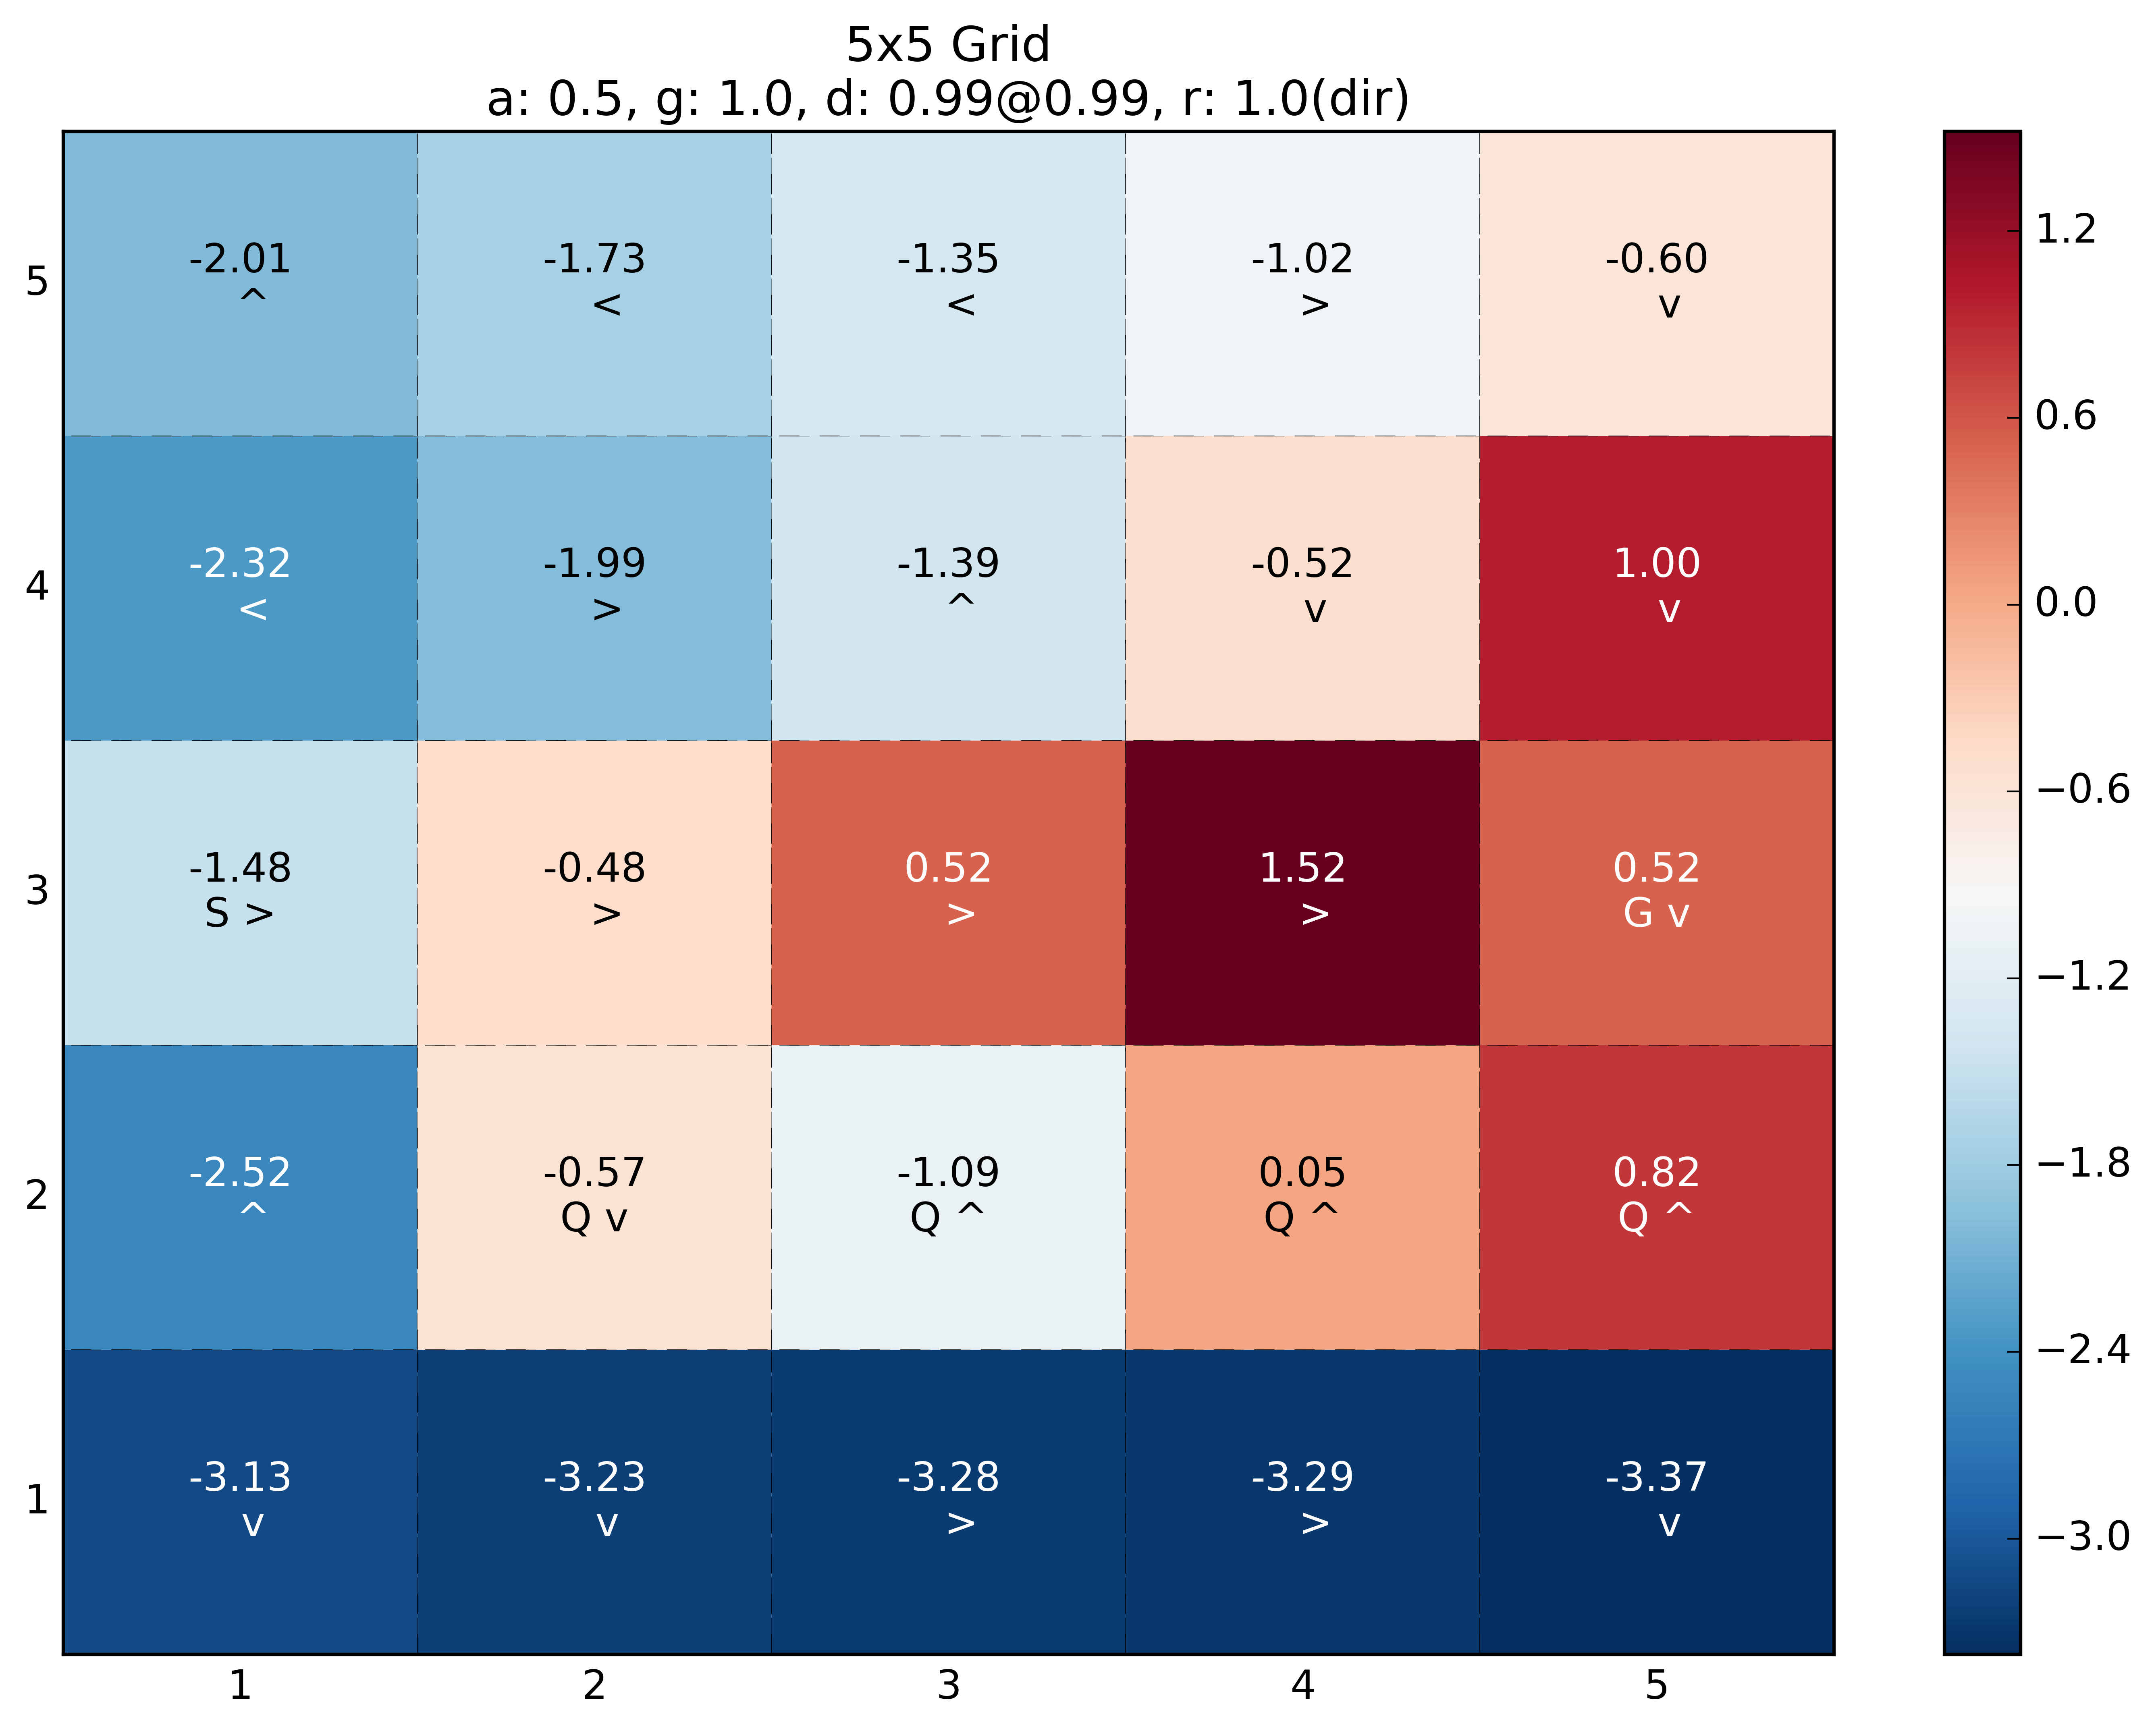 5x5 Grid
a: 0.5, g: 1.0, d: 0.99@0.99, r: 1.0(dir)
5 -2.01 -1.73 -1.35 -1.02 -0.60
^ < < > v
4 -2.32 -1.99 -1.39 -0.52 1.00
< > ^ v v
3 -1.48 -0.48 0.52 1.52 0.52
S > > > > G v
2 -2.52 -0.57 -1.09 0.05 0.82
^ Q v Q ^ Q ^ Q ^
1 -3.13 -3.23 -3.28 -3.29 -3.37
v v > > v
1 2 3 4 5
1.2
0.6
0.0
−0.6
−1.2
−1.8
−2.4
−3.0